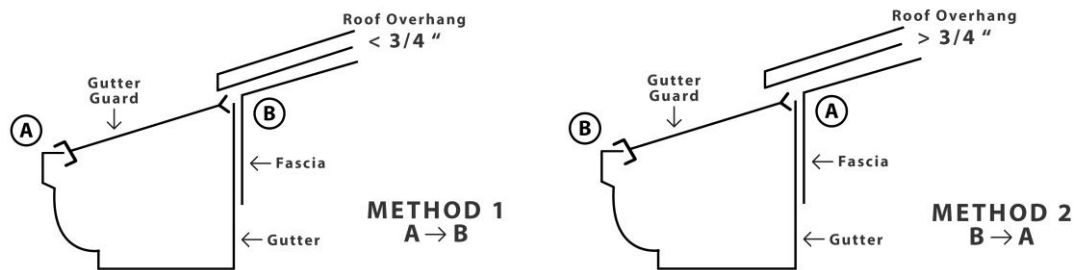 Roof Overhang
< 3/4 “
Gutter
Guard
A
B
Fascia
METHOD 1
A → B
Gutter
Roof Overhang
> 3/4 “
Gutter
Guard
B
A
Fascia
METHOD 2
B → A
Gutter